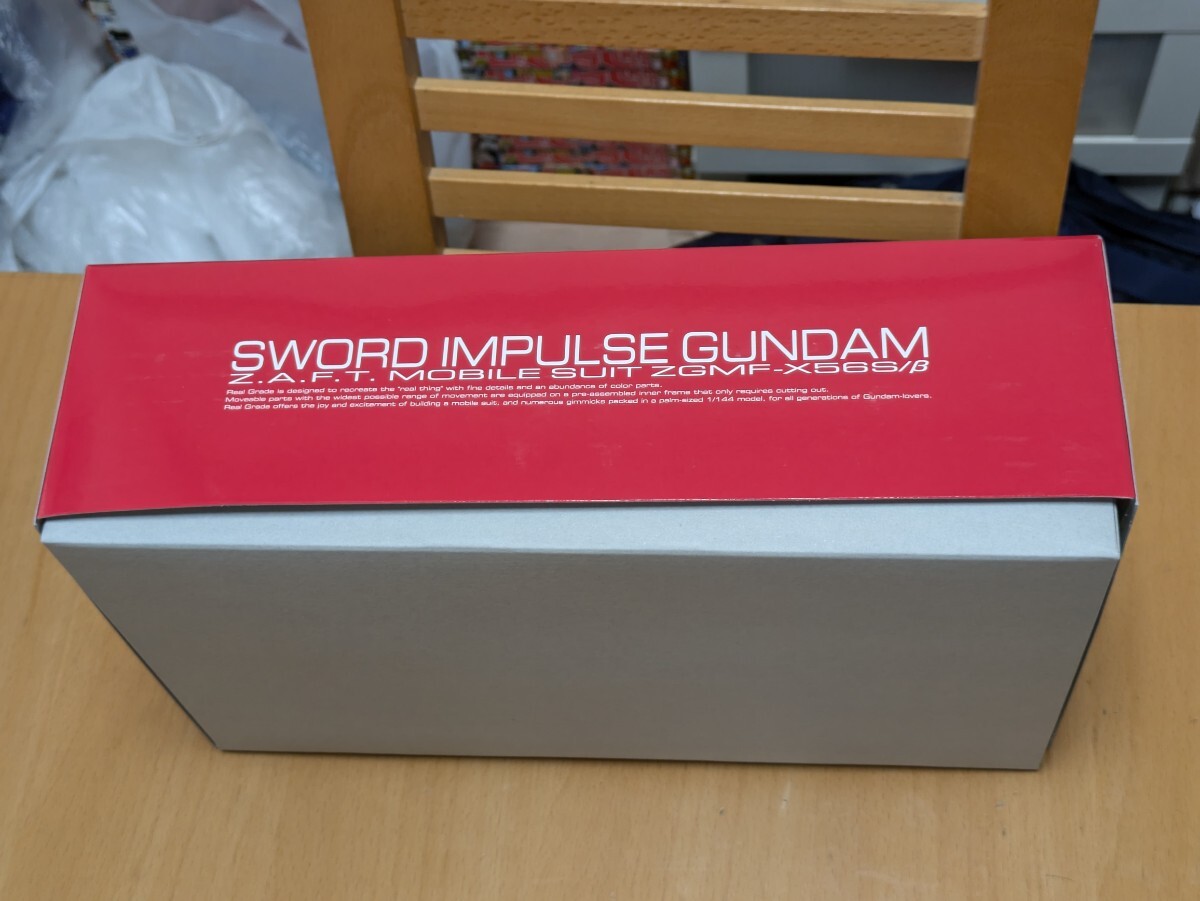 SWORD IMPULSE GUNDAM
Z.A.F.T. MOBILE SUIT ZGMF-X56S/β
Real Grade is designed to recreate the "real thing" with fine details and an abundance of color parts.
Moveable parts with the widest possible range of movement are equipped on a pre-assembled inner frame that only requires cutting out.
Real Grade offers the joy and excitement of building a mobile suit, and numerous gimmicks packed in a palm-sized 1/144 model, for all generations of Gundam-lovers.